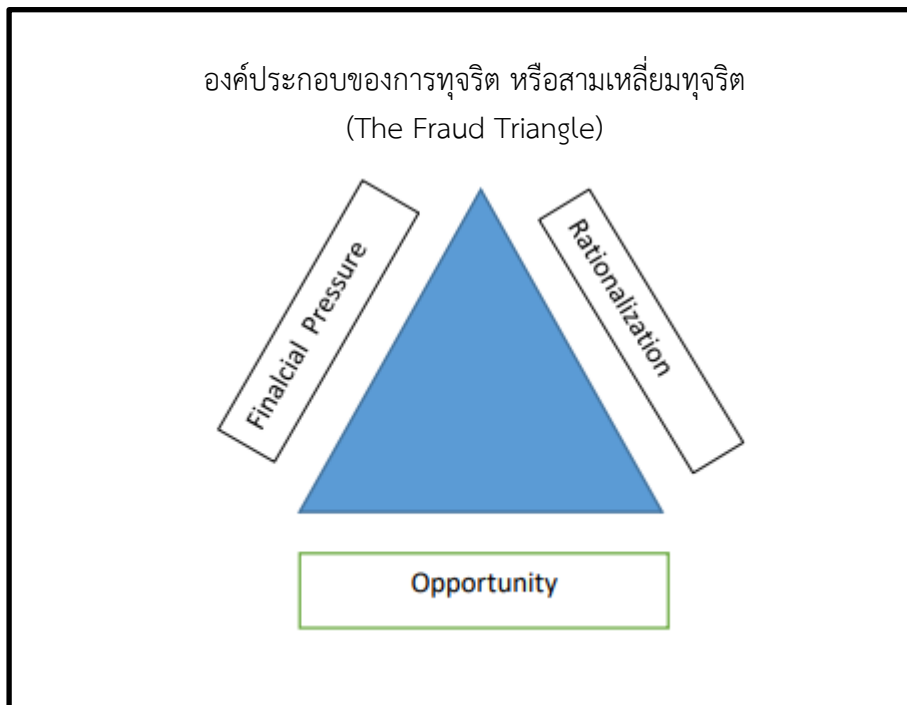 องค์ประกอบของการทุจริต หรือสามเหลี่ยมทุจริต
(The Fraud Triangle)
Finalcial Pressure
Rationalization
Opportunity